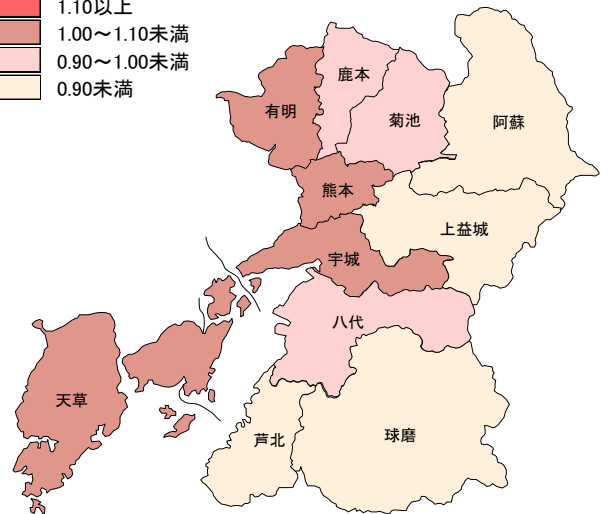 1.10以上
1.00～1.10未満
0.90～1.00未満
0.90未満
鹿本
有明
菊池
阿蘇
熊本
上益城
宇城
八代
天草
芦北
球磨